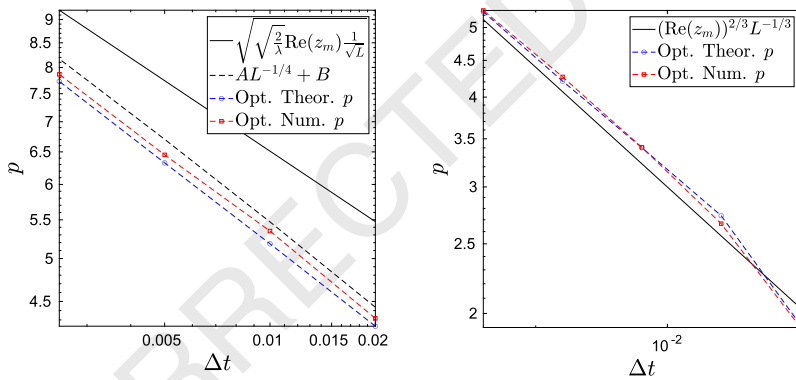 √√(2/λ) Re(z_m) 1/√L
AL^{-1/4} + B
Opt. Theor. p
Opt. Num. p
9
8.5
8
7.5
7
6.5
6
5.5
5
4.5
p
0.005 0.01 0.015 0.02
Δt
(Re(z_m))^{2/3}L^{-1/3}
Opt. Theor. p
Opt. Num. p
5
4.5
4
3.5
3
2.5
2
p
10^{-2}
Δt
RRECTED